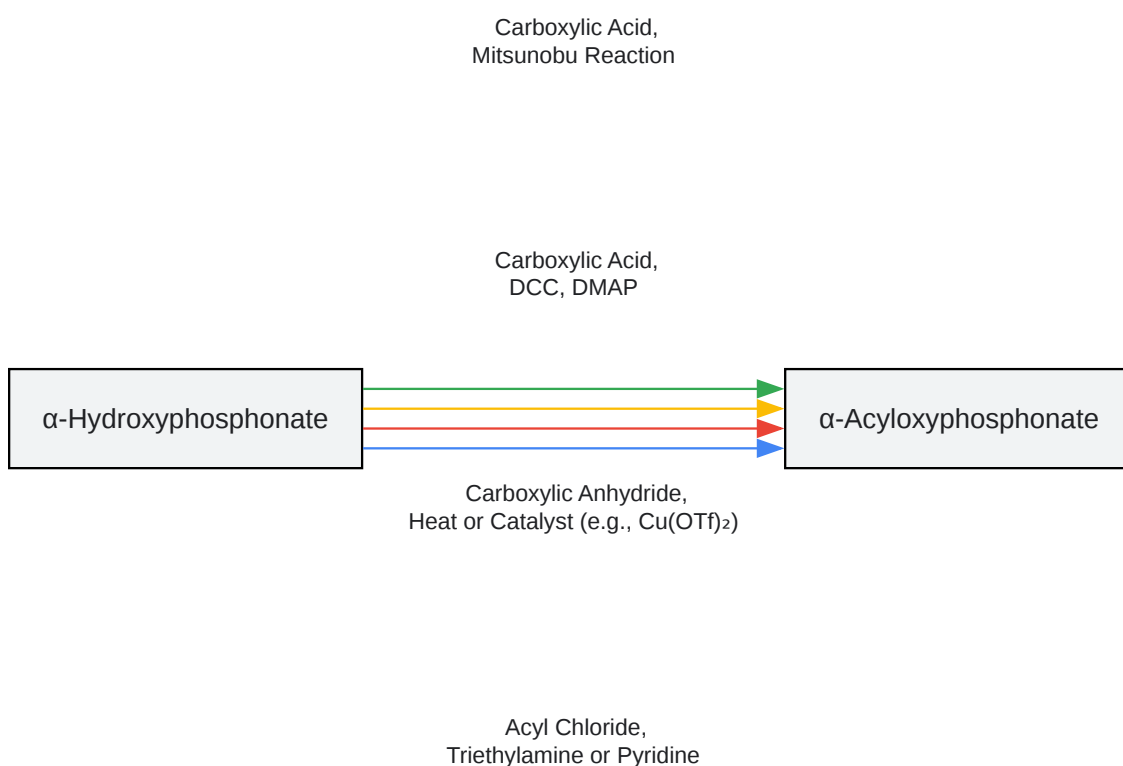 Carboxylic Acid,
Mitsunobu Reaction
Carboxylic Acid,
DCC, DMAP
α-Hydroxyphosphonate
α-Acyloxyphosphonate
Carboxylic Anhydride,
Heat or Catalyst (e.g., Cu(OTf)₂)
Acyl Chloride,
Triethylamine or Pyridine